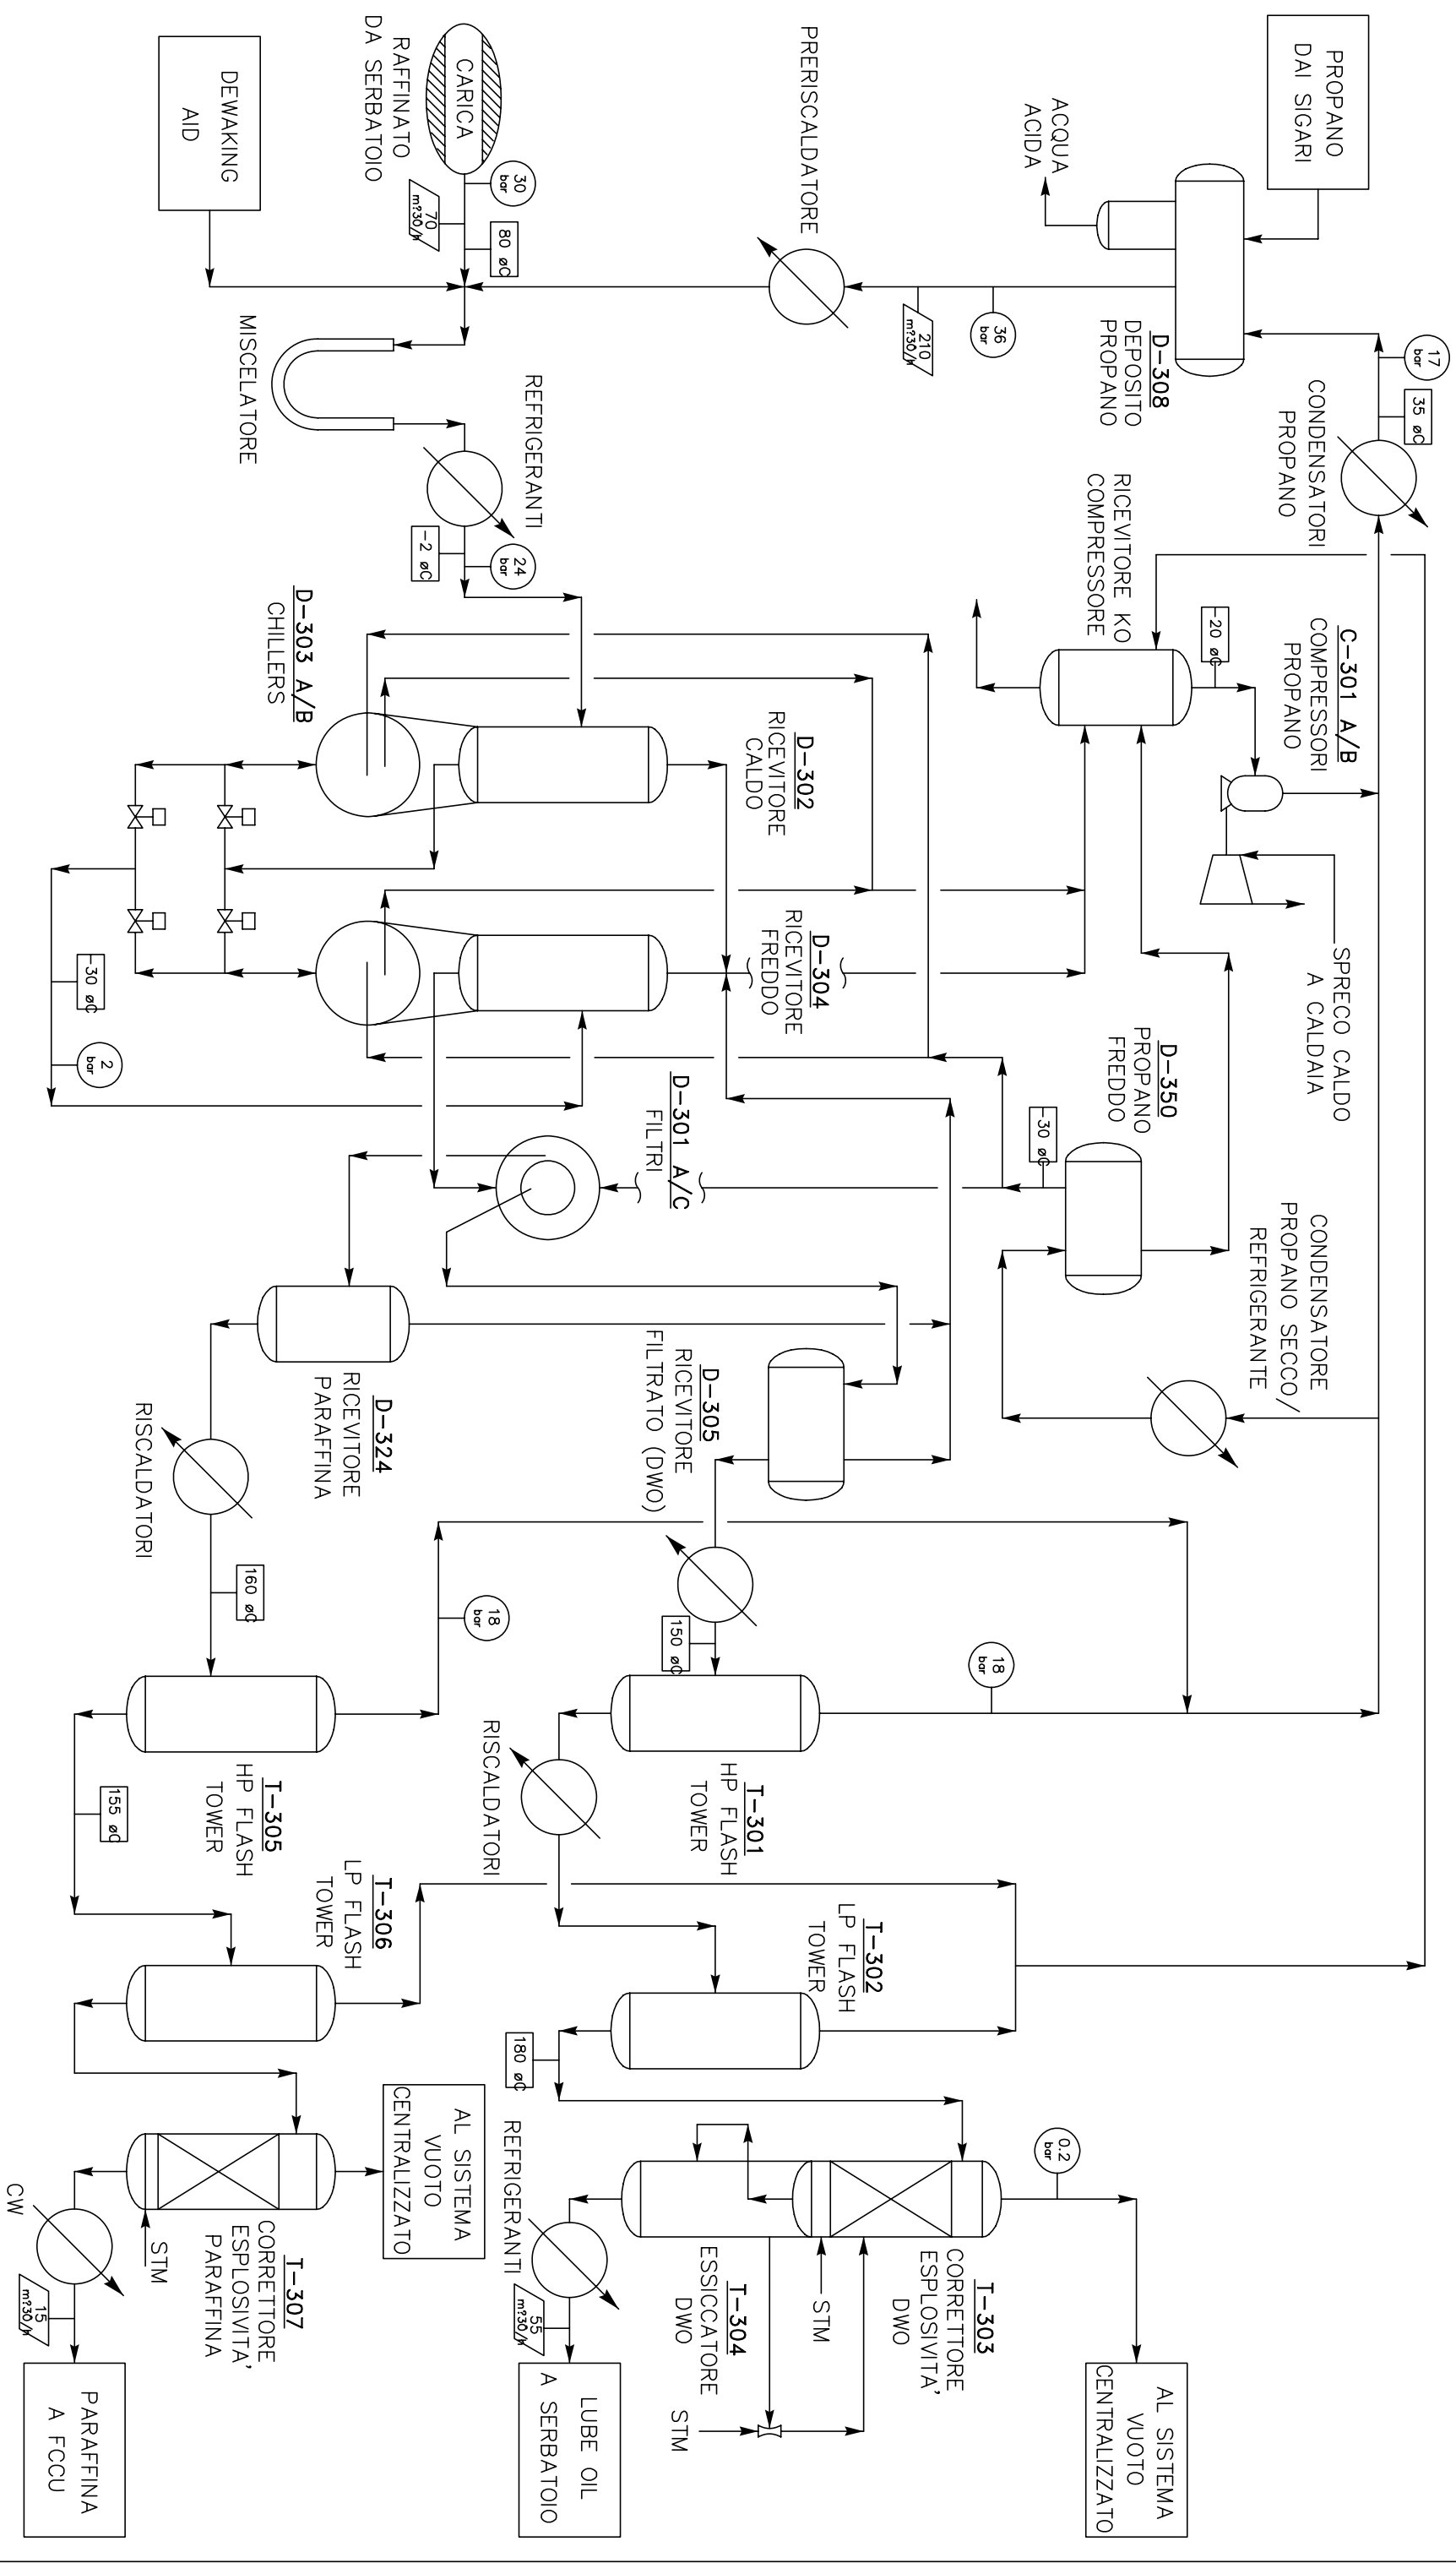 PROPANO
DAI SIGARI
17
bar
35 øC
CONDENSATORI
PROPANO
ACQUA
ACIDA
D-308
DEPOSITO
PROPANO
36
bar
210
m?30/h
PRERISCALDATORE
CARICA
RAFFINATO
DA SERBATOIO
30
bar
70
m?30/h
80 øC
DEWAKING
AID
MISCELATORE
REFRIGERANTI
24
bar
-2 øC
RICEVITORE KO
COMPRESSORE
-20 øC
C-301 A/B
COMPRESSORI
PROPANO
SPRECO CALDO
A CALDAIA
D-303 A/B
CHILLERS
D-302
RICEVITORE
CALDO
D-304
RICEVITORE
FREDDO
-30 øC
2
bar
D-350
PROPANO
FREDDO
-30 øC
CONDENSATORE
PROPANO SECCO/
REFRIGERANTE
D-301 A/C
FILTRI
D-305
RICEVITORE
FILTRATO (DWO)
D-324
RICEVITORE
PARAFFINA
RISCALDATORI
160 øC
18
bar
150 øC
18
bar
T-301
HP FLASH
TOWER
RISCALDATORI
T-305
HP FLASH
TOWER
155 øC
T-306
LP FLASH
TOWER
T-302
LP FLASH
TOWER
180 øC
0.2
bar
AL SISTEMA
VUOTO
CENTRALIZZATO
T-303
CORRETTORE
ESPLOSIVITA'
DWO
STM
T-304
ESSICCATORE
DWO
STM
REFRIGERANTI
55
m?30/h
LUBE OIL
A SERBATOIO
AL SISTEMA
VUOTO
CENTRALIZZATO
T-307
CORRETTORE
ESPLOSIVITA'
PARAFFINA
STM
CW
15
m?30/h
PARAFFINA
A FCCU